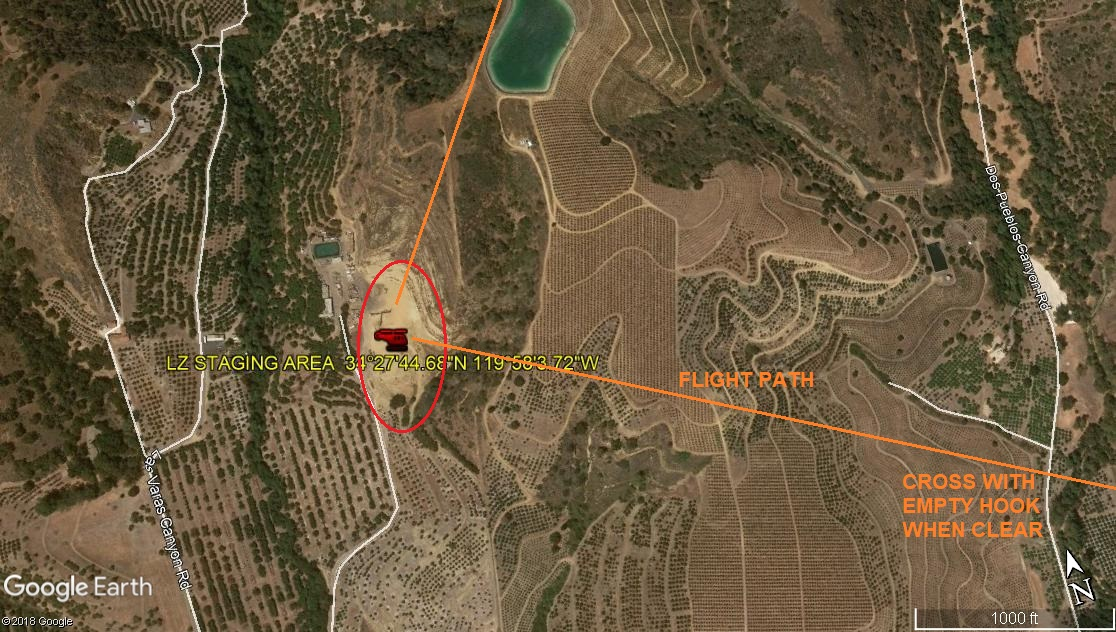 Dos Pueblos Canyon Rd
LZ STAGING AREA 34°27'44.68"N 119°58'3.72"W
FLIGHT PATH
CROSS WITH
EMPTY HOOK
WHEN CLEAR
Varas Canyon Rd
Google Earth
©2018 Google
N
1000 ft